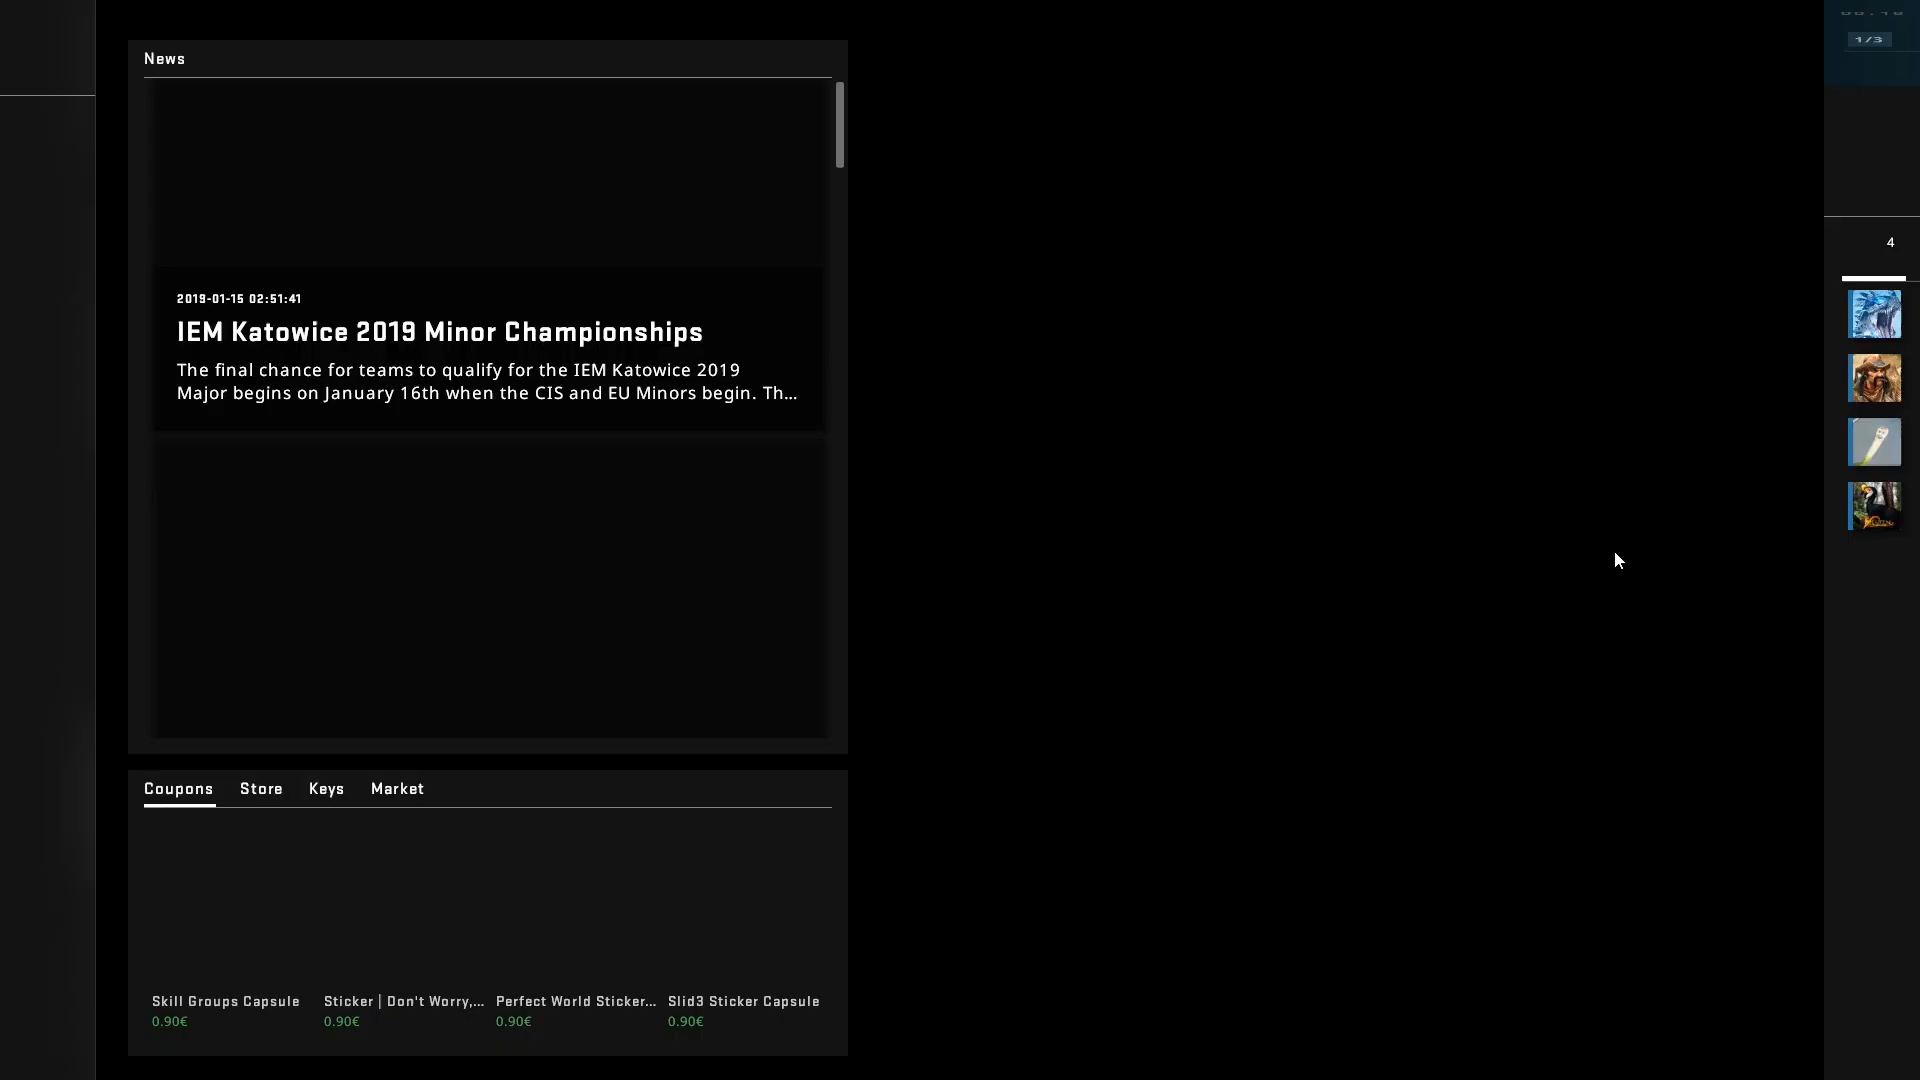 1/3
News
4
2019-01-15 02:51:41
IEM Katowice 2019 Minor Championships
The final chance for teams to qualify for the IEM Katowice 2019
Major begins on January 16th when the CIS and EU Minors begin. Th...
Coupons Store Keys Market
Skill Groups Capsule Sticker | Don't Worry,... Perfect World Sticker... Slid3 Sticker Capsule
0.90€ 0.90€ 0.90€ 0.90€